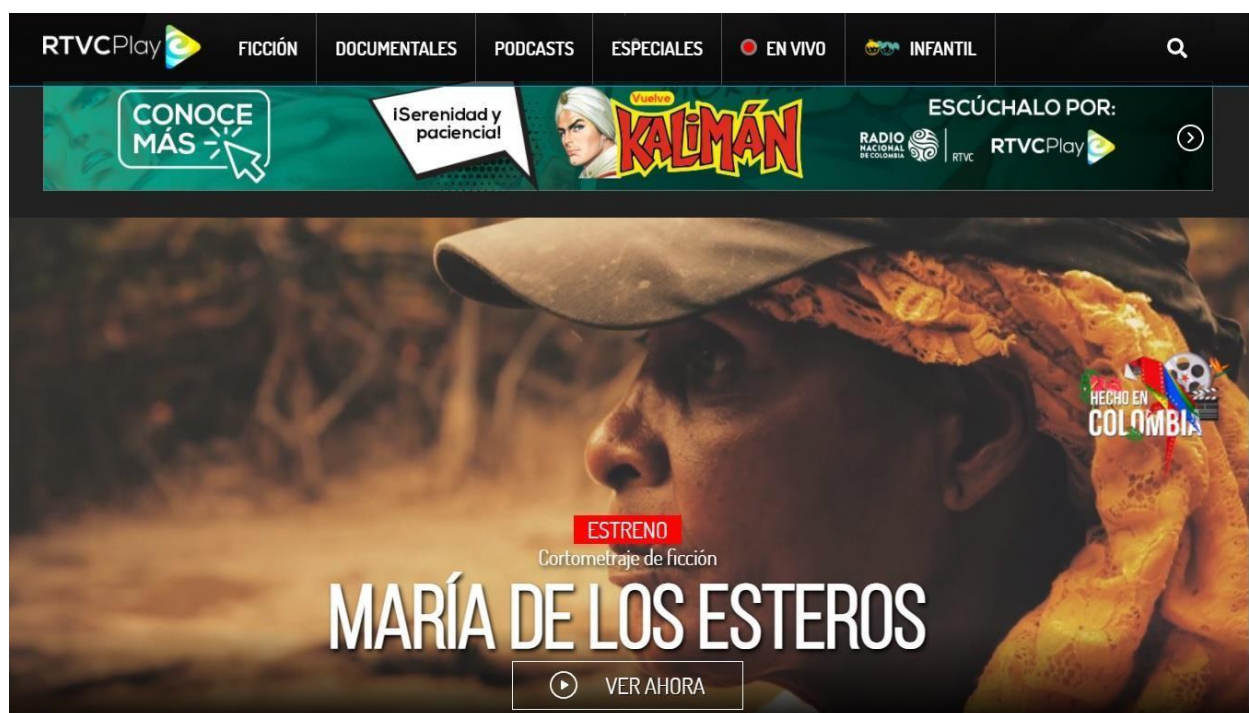 RTVCPlay
FICCIÓN
DOCUMENTALES
PODCASTS
ESPECIALES
EN VIVO
INFANTIL
CONOCE
MÁS
¡Serenidad y
paciencia!
Vuelve
KALIMÁN
ESCÚCHALO POR:
RADIO
NACIONAL
DE COLOMBIA
RTVC
RTVCPlay
HECHO EN
COLOMBIA
ESTRENO
Cortometraje de ficción
MARÍA DE LOS ESTEROS
VER AHORA